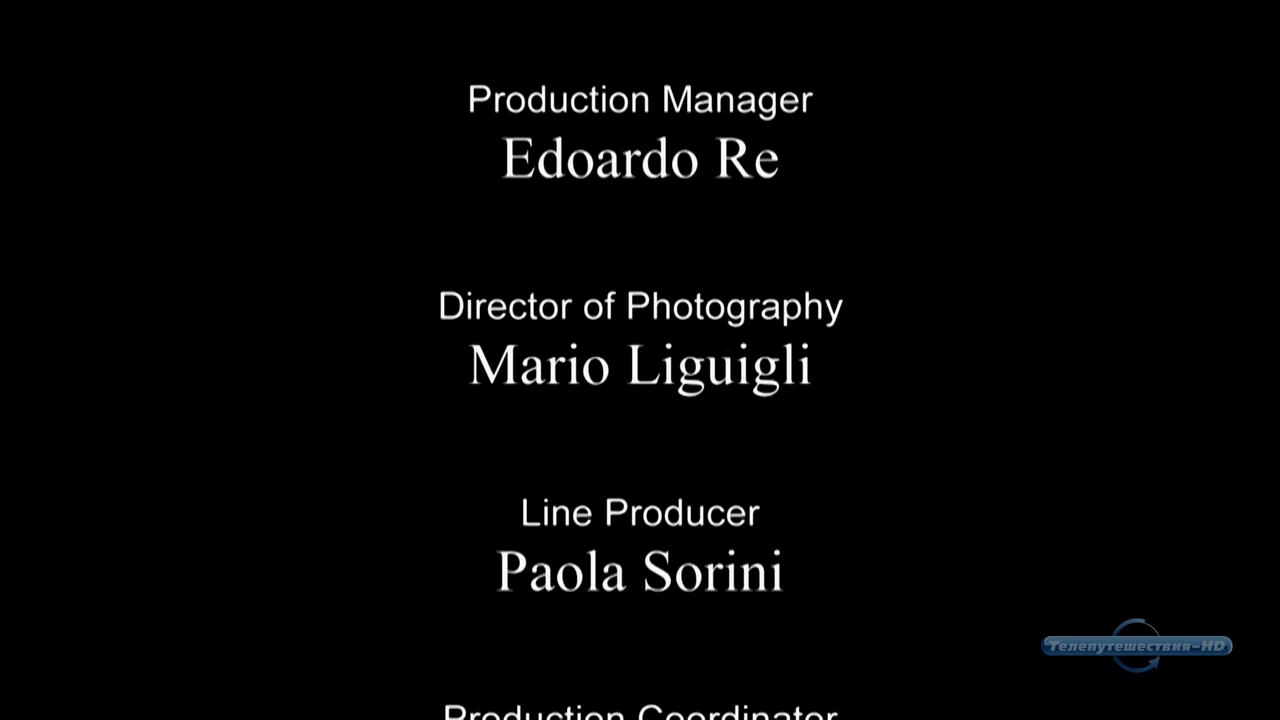 Production Manager
Edoardo Re
Director of Photography
Mario Liguigli
Line Producer
Paola Sorini
Телепутешествия-HD
Production Coordinator